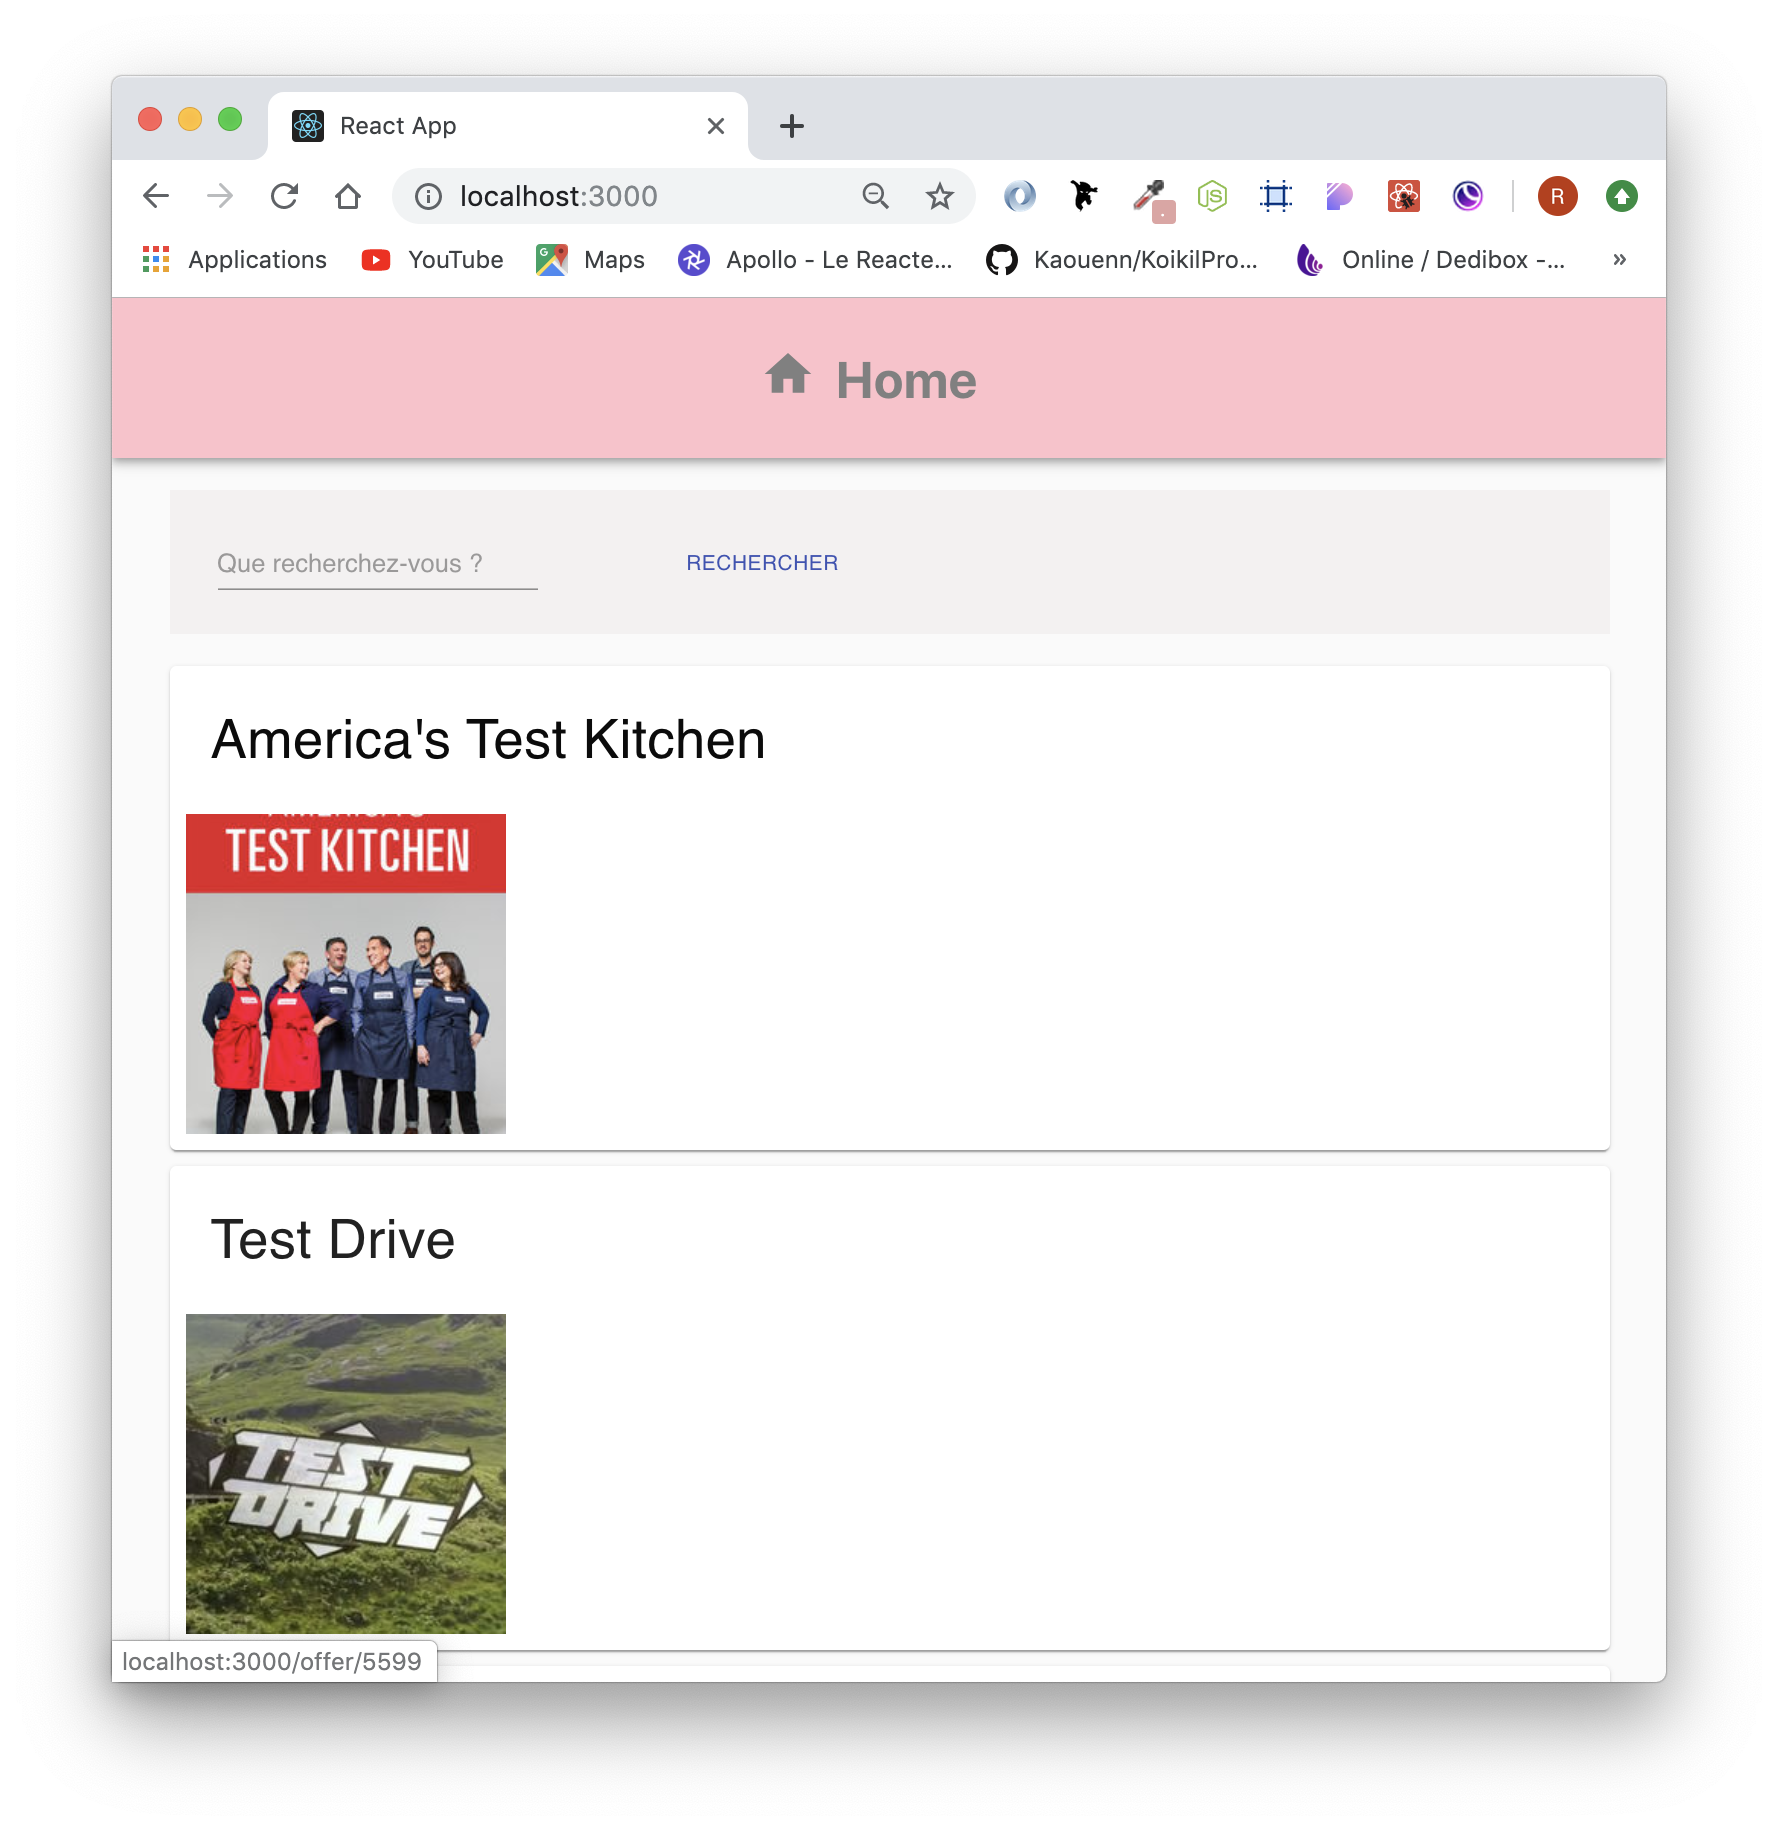 React App
localhost:3000
R
Applications
YouTube
Maps
Apollo - Le Reacte...
Kaouenn/KoikilPro...
Online / Dedibox -...
»
Home
Que recherchez-vous ?
RECHERCHER
America's Test Kitchen
AMERICA'S
TEST KITCHEN
Test Drive
TEST
DRIVE
localhost:3000/offer/5599